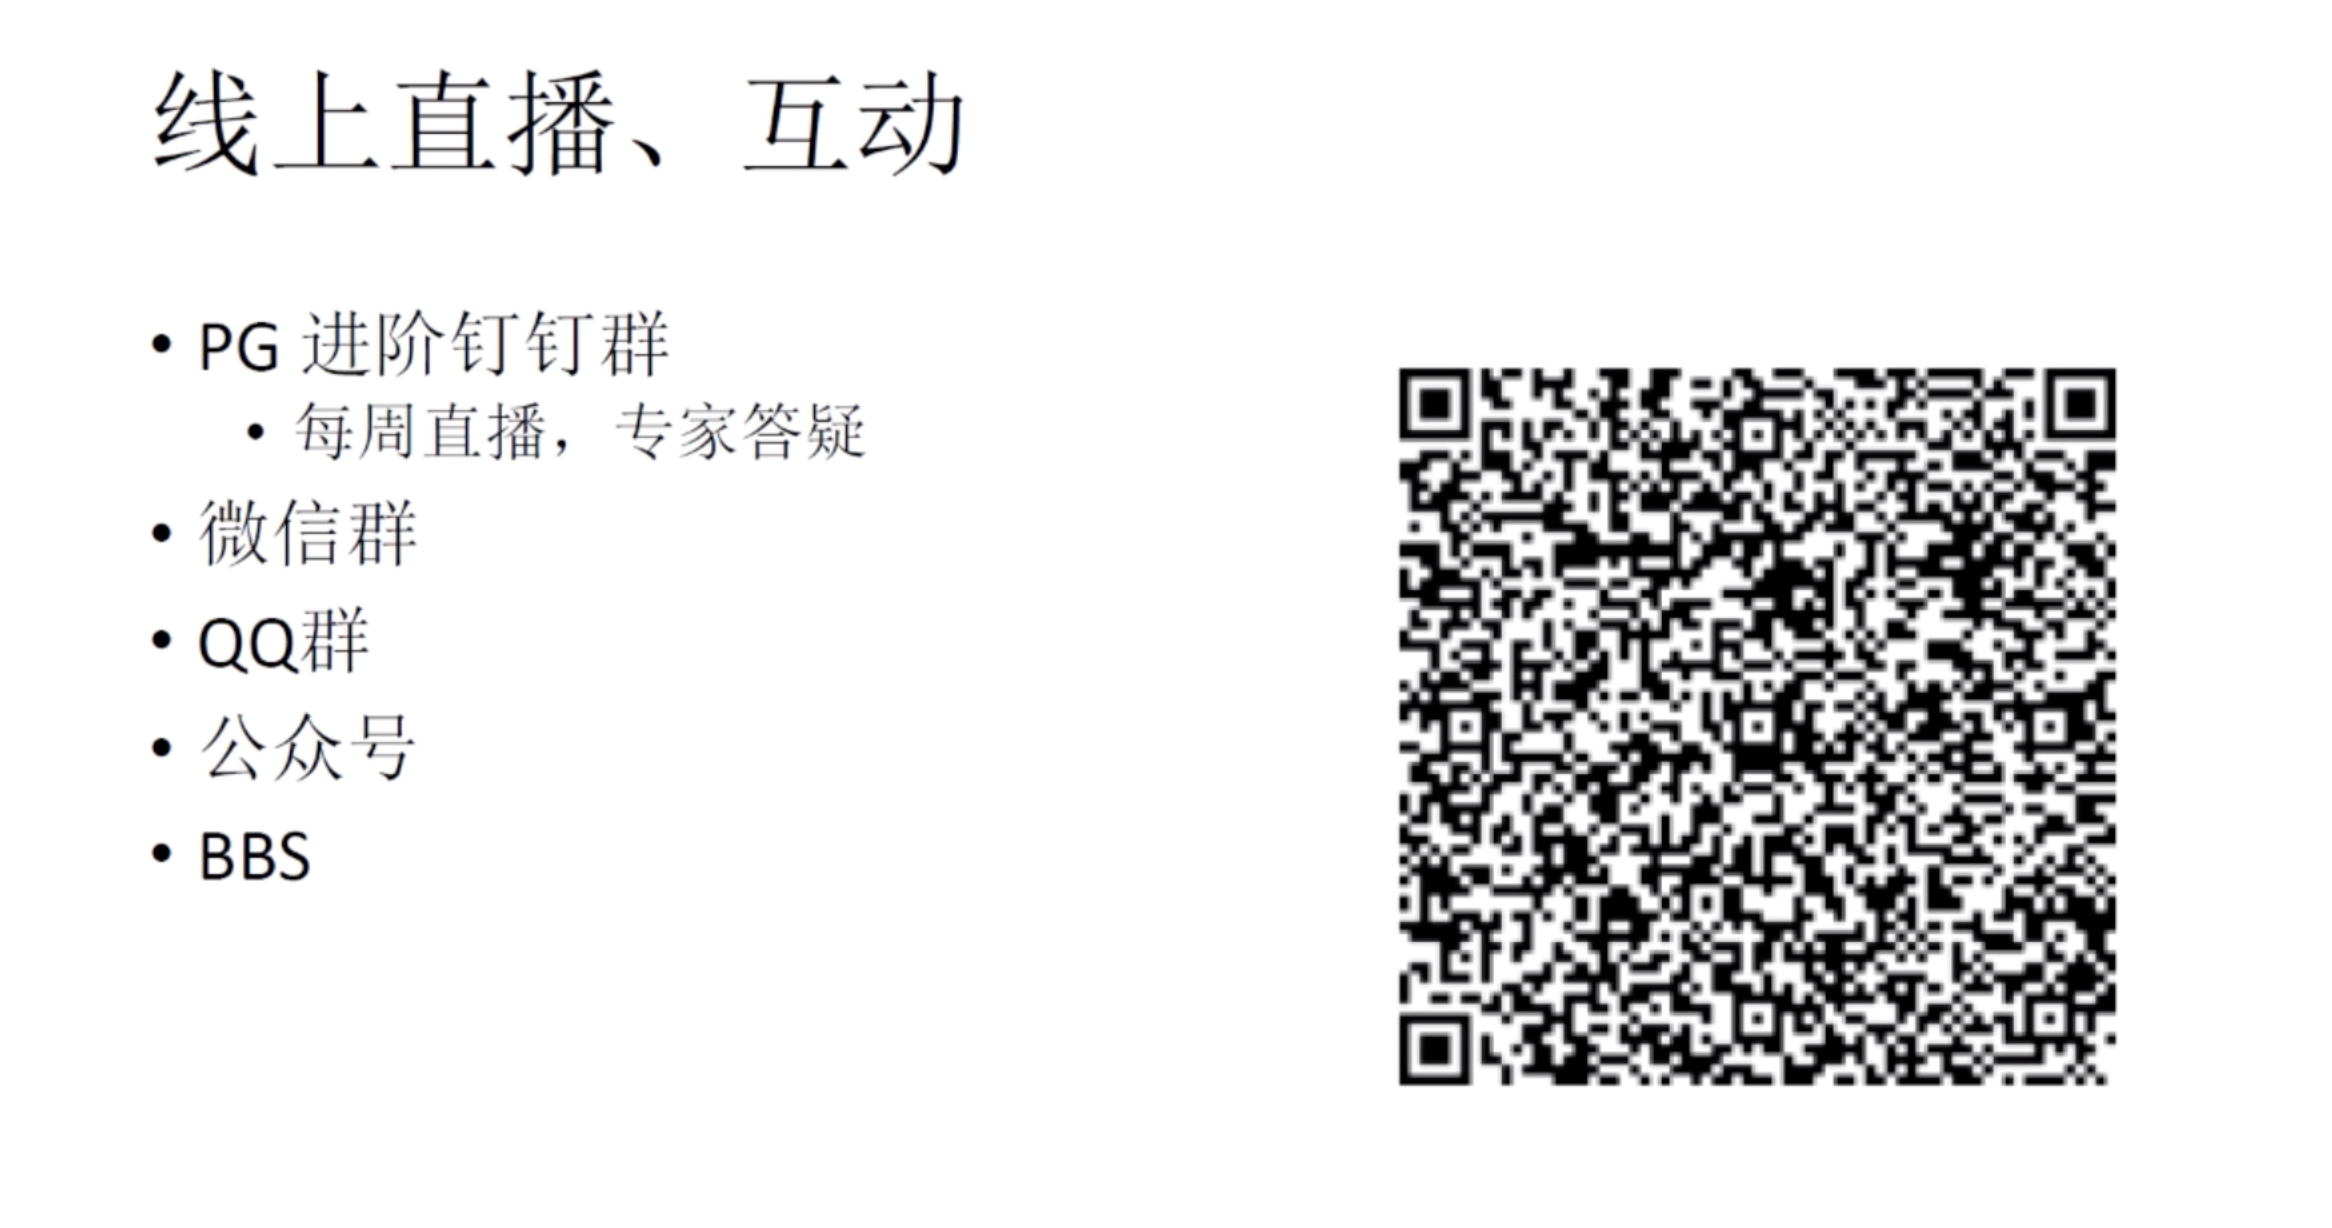 线上直播、互动
• PG 进阶钉钉群
• 每周直播，专家答疑
• 微信群
• QQ群
• 公众号
• BBS